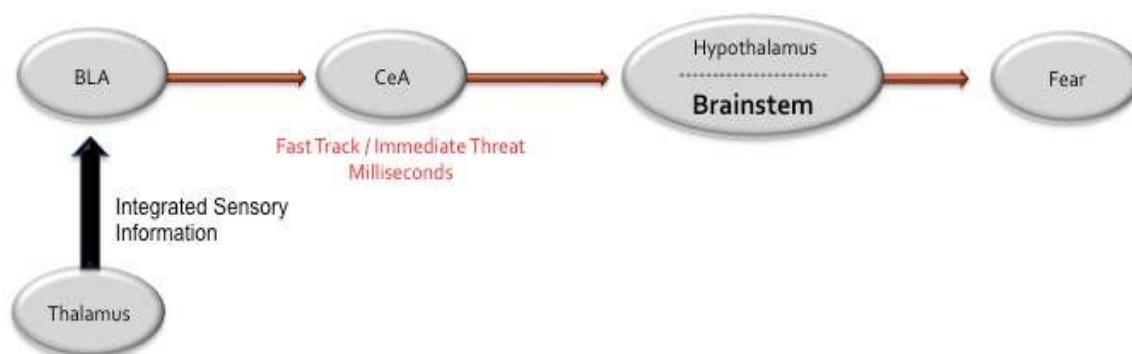 BLA
CeA
Hypothalamus
Brainstem
Fear
Fast Track / Immediate Threat
Milliseconds
Integrated Sensory
Information
Thalamus